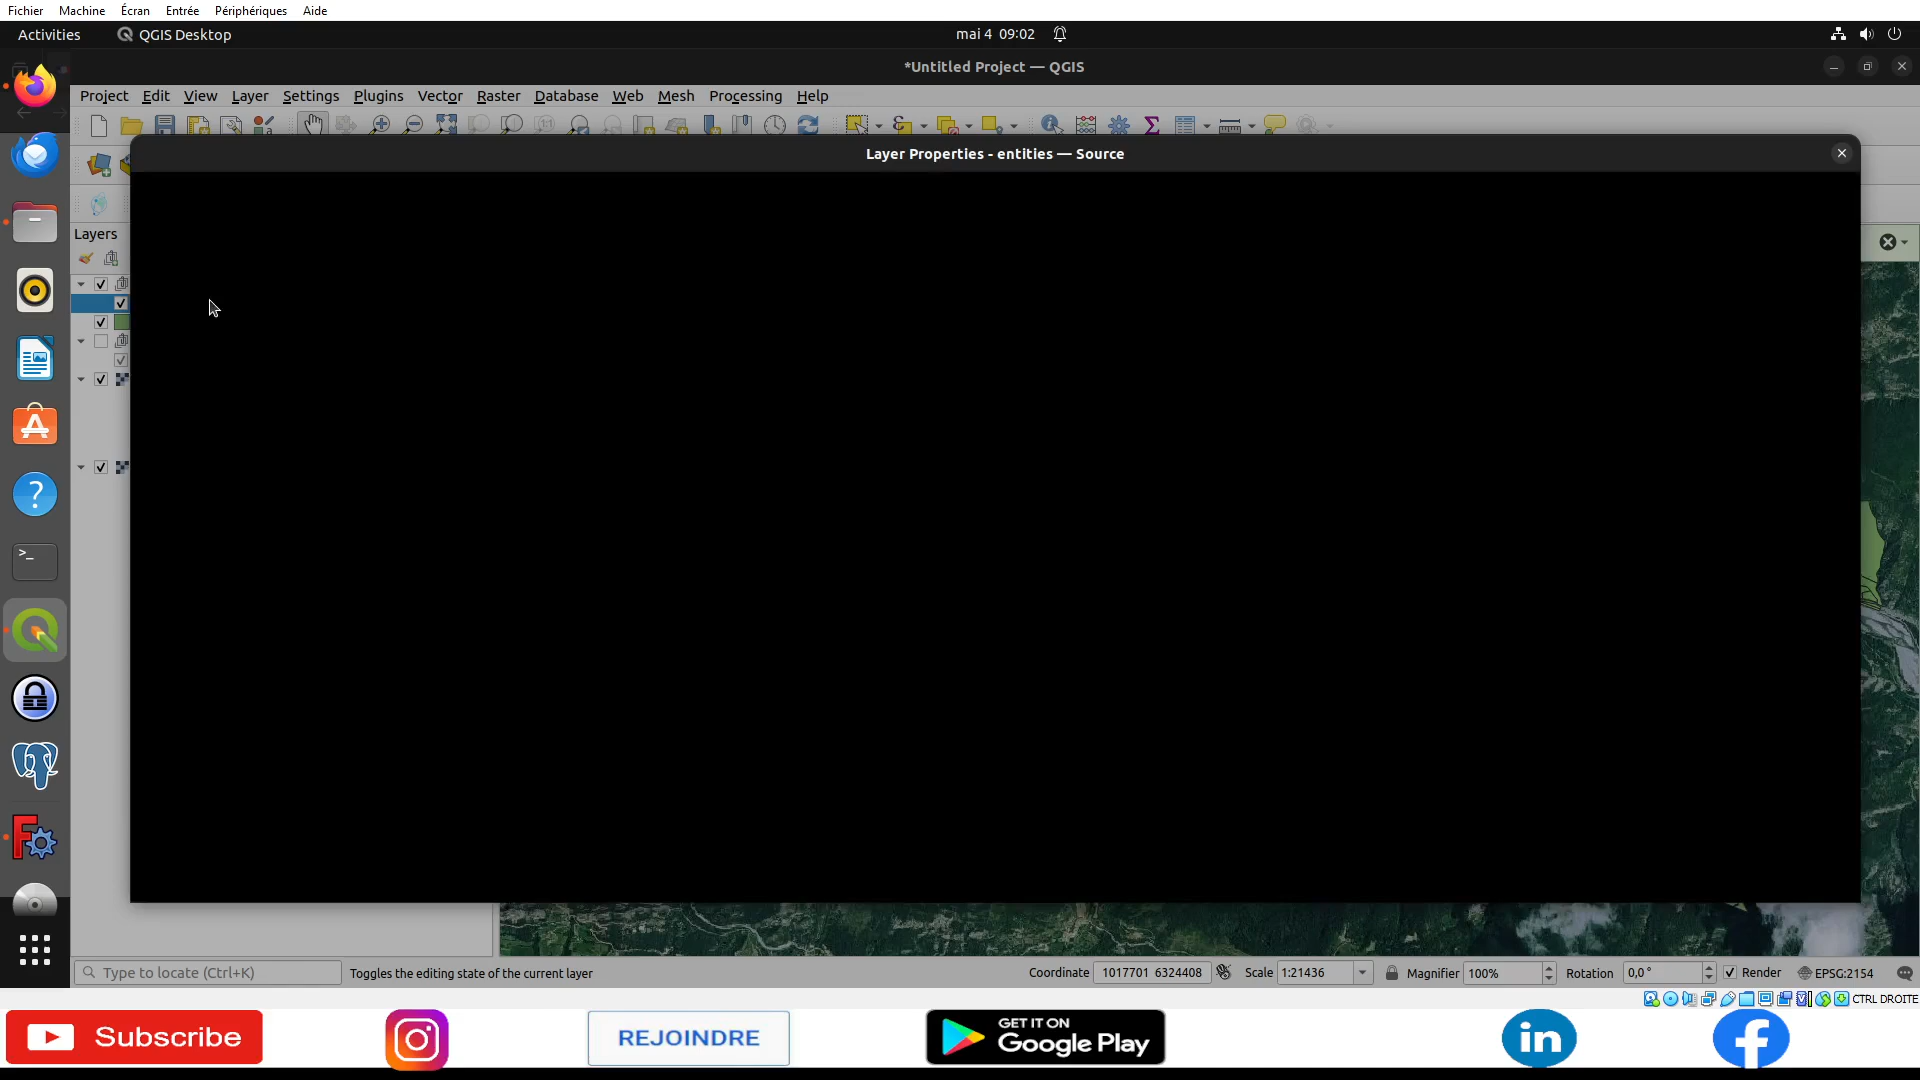 Fichier Machine Écran Entrée Périphériques Aide
Activities QGIS Desktop mai 4 09:02
*Untitled Project — QGIS
Project Edit View Layer Settings Plugins Vector Raster Database Web Mesh Processing Help
Layer Properties - entities — Source
Layers
Type to locate (Ctrl+K) Toggles the editing state of the current layer Coordinate 1017701 6324408 Scale 1:21436 Magnifier 100% Rotation 0,0 ° Render EPSG:2154
CTRL DROITE
Subscribe
REJOINDRE
GET IT ON
Google Play
in